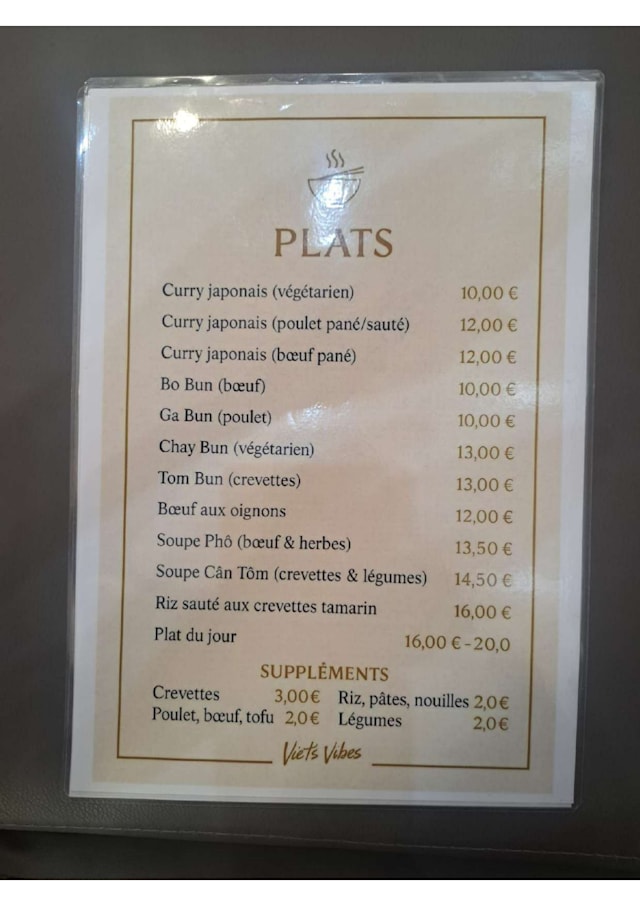 PLATS
Curry japonais (végétarien) 10,00 €
Curry japonais (poulet pané/sauté) 12,00 €
Curry japonais (bœuf pané) 12,00 €
Bo Bun (bœuf) 10,00 €
Ga Bun (poulet) 10,00 €
Chay Bun (végétarien) 13,00 €
Tom Bun (crevettes) 13,00 €
Bœuf aux oignons 12,00 €
Soupe Phô (bœuf & herbes) 13,50 €
Soupe Cân Tôm (crevettes & légumes) 14,50 €
Riz sauté aux crevettes tamarin 16,00 €
Plat du jour 16,00 € - 20,0
SUPPLÉMENTS
Crevettes 3,00 € Riz, pâtes, nouilles 2,0 €
Poulet, bœuf, tofu 2,0 € Légumes 2,0 €
Viet's Vibes